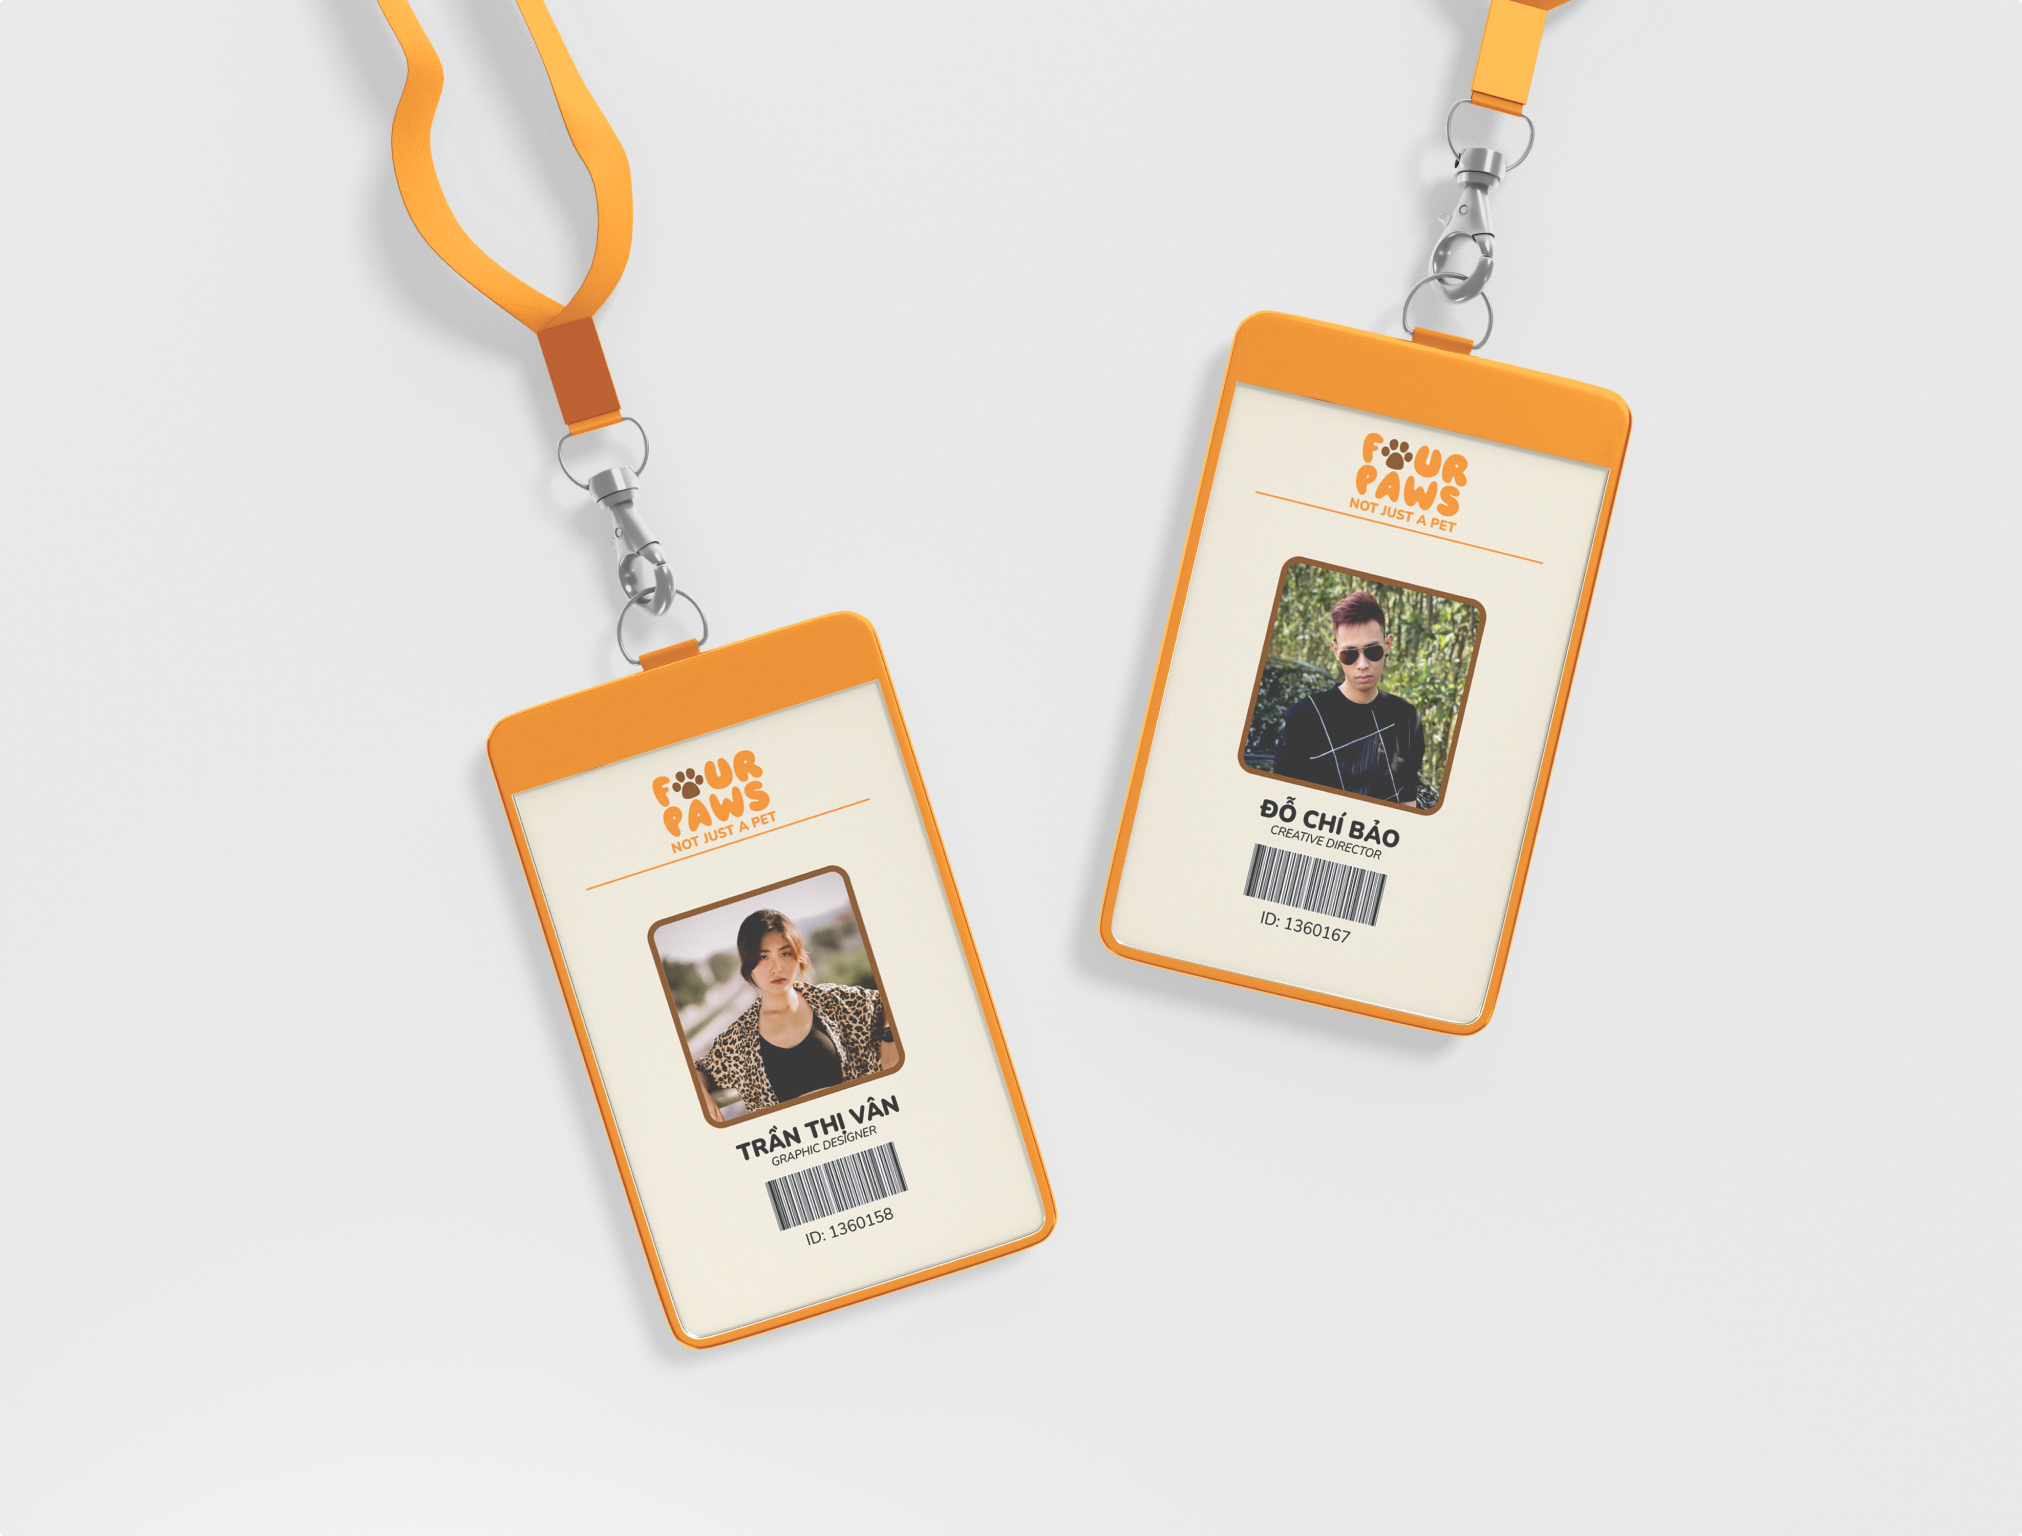 FOUR
PAWS
NOT JUST A PET
TRẦN THỊ VÂN
GRAPHIC DESIGNER
ID: 1360158
FOUR
PAWS
NOT JUST A PET
ĐỖ CHÍ BẢO
CREATIVE DIRECTOR
ID: 1360167